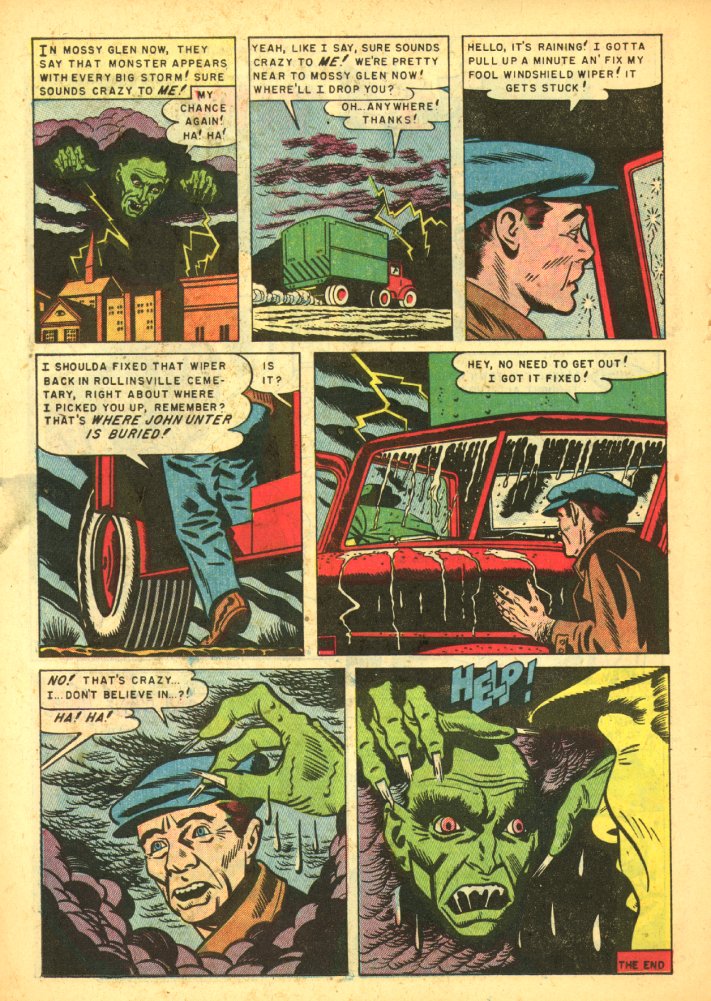 IN MOSSY GLEN NOW, THEY
SAY THAT MONSTER APPEARS
WITH EVERY BIG STORM! SURE
SOUNDS CRAZY TO ME!
MY
CHANCE
AGAIN!
HA! HA!
YEAH, LIKE I SAY, SURE SOUNDS
CRAZY TO ME! WE'RE PRETTY
NEAR TO MOSSY GLEN NOW!
WHERE'LL I DROP YOU?
OH...ANYWHERE!
THANKS!
HELLO, IT'S RAINING! I GOTTA
PULL UP A MINUTE AN' FIX MY
FOOL WINDSHIELD WIPER! IT
GETS STUCK!
I SHOULDA FIXED THAT WIPER
BACK IN ROLLINSVILLE CEME-
TARY, RIGHT ABOUT WHERE
I PICKED YOU UP, REMEMBER?
THAT'S WHERE JOHN UNTER
IS BURIED!
IS
IT?
HEY, NO NEED TO GET OUT!
I GOT IT FIXED!
NO! THAT'S CRAZY...
I...DON'T BELIEVE IN...?!
HA! HA!
HELP!
THE END